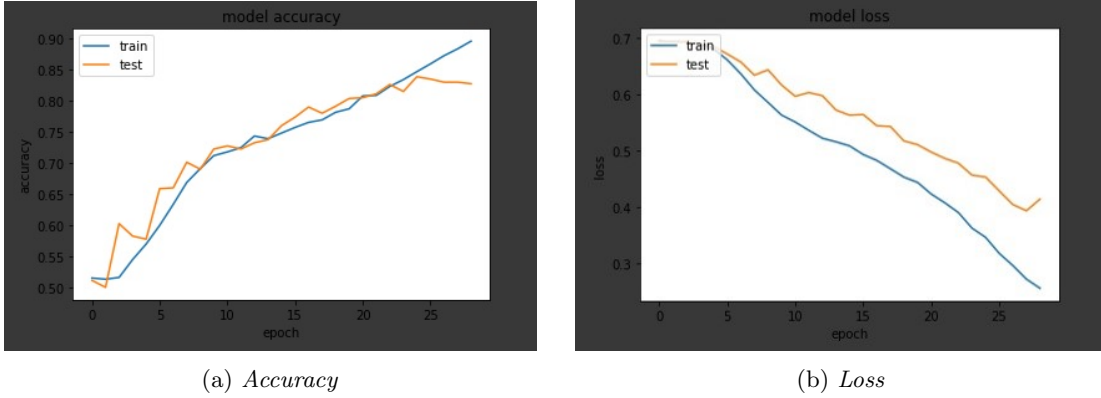 model accuracy
train
test
0.90
0.85
0.80
0.75
0.70
0.65
0.60
0.55
0.50
accuracy
0 5 10 15 20 25
epoch
(a) Accuracy
model loss
train
test
0.7
0.6
0.5
0.4
0.3
loss
0 5 10 15 20 25
epoch
(b) Loss